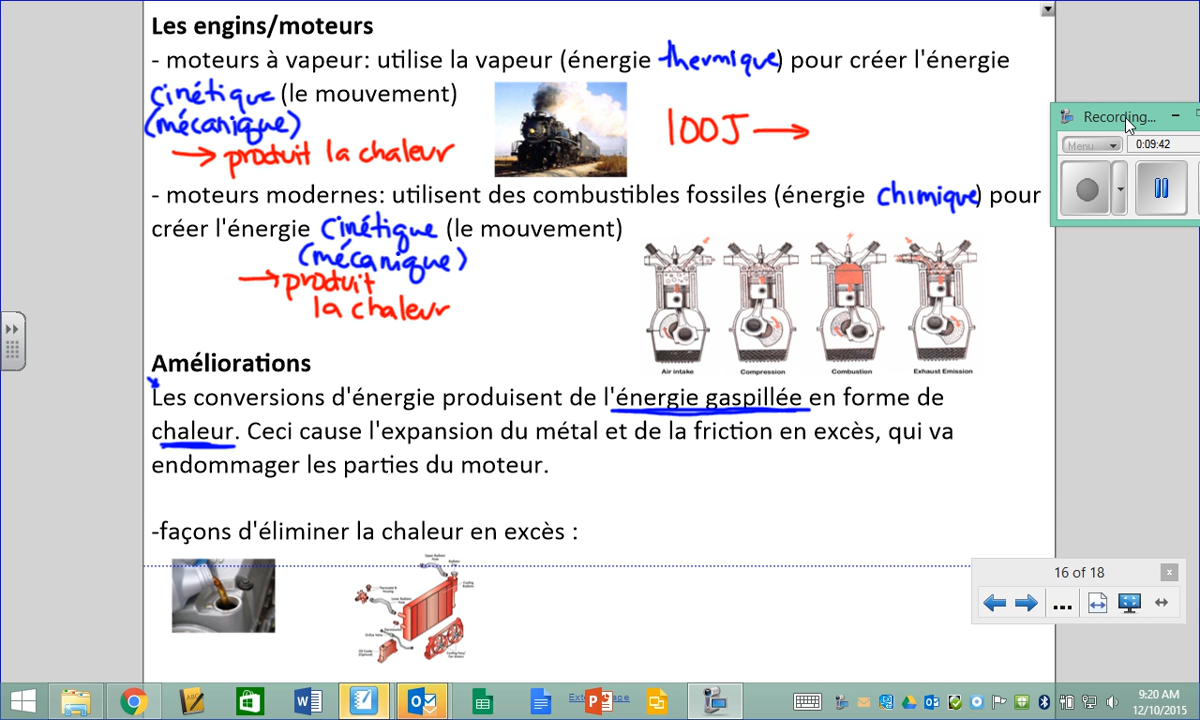 Les engins/moteurs
- moteurs à vapeur: utilise la vapeur (énergie thermique) pour créer l'énergie
cinétique (le mouvement)
(mécanique)
→ produit la chaleur
100J →
- moteurs modernes: utilisent des combustibles fossiles (énergie chimique) pour
créer l'énergie cinétique (le mouvement)
(mécanique)
→ produit
la chaleur
Air intake Compression Combustion Exhaust Emission
Améliorations
Les conversions d'énergie produisent de l'énergie gaspillée en forme de
chaleur. Ceci cause l'expansion du métal et de la friction en excès, qui va
endommager les parties du moteur.
-façons d'éliminer la chaleur en excès :
Recording...
Menu
0:09:42
16 of 18
9:20 AM
12/10/2015